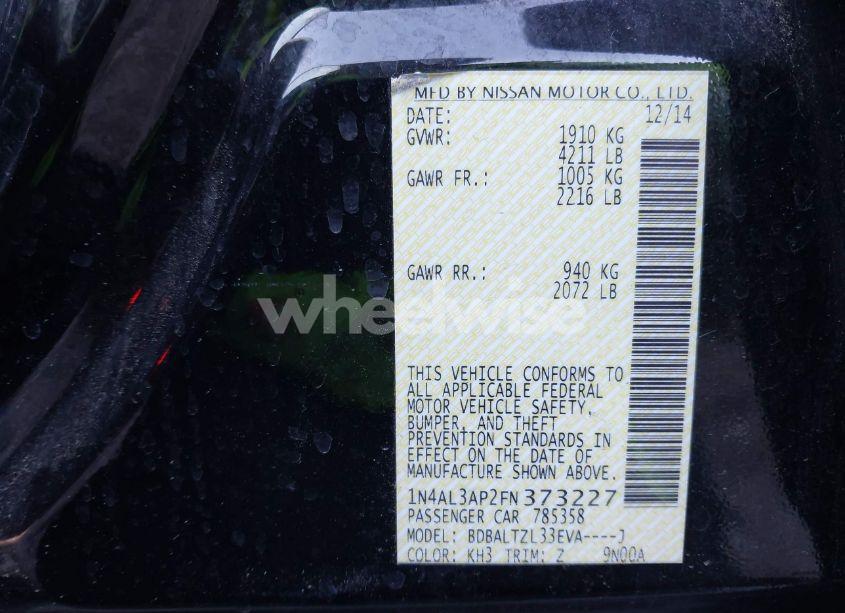 MFD BY NISSAN MOTOR CO., LTD.
DATE: 12/14
GVWR: 1910 KG
4211 LB
GAWR FR.: 1005 KG
2216 LB
GAWR RR.: 940 KG
2072 LB
wheelwise
THIS VEHICLE CONFORMS TO
ALL APPLICABLE FEDERAL
MOTOR VEHICLE SAFETY,
BUMPER, AND THEFT
PREVENTION STANDARDS IN
EFFECT ON THE DATE OF
MANUFACTURE SHOWN ABOVE.
1N4AL3AP2FN373227
PASSENGER CAR 785358
MODEL: BDBALTZL33EVA----J
COLOR: KH3 TRIM: Z 9N00A